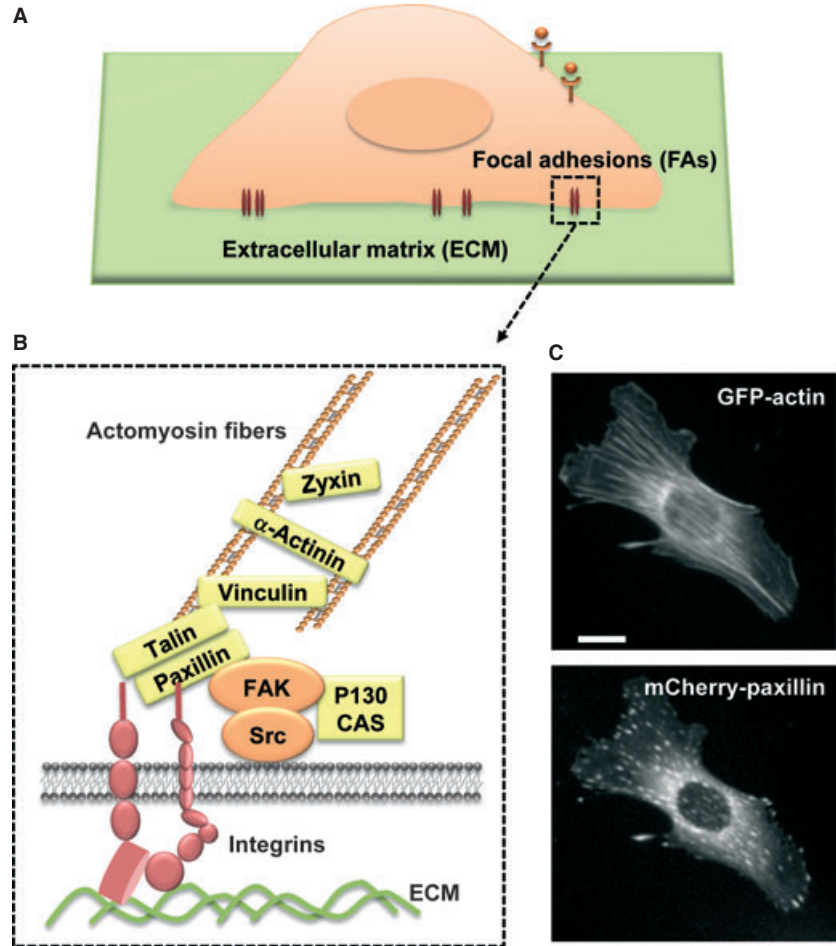 A
Focal adhesions (FAs)
Extracellular matrix (ECM)
B
Actomyosin fibers
Zyxin
α-Actinin
Vinculin
Talin
Paxillin
FAK
P130
CAS
Src
Integrins
ECM
C
GFP-actin
mCherry-paxillin